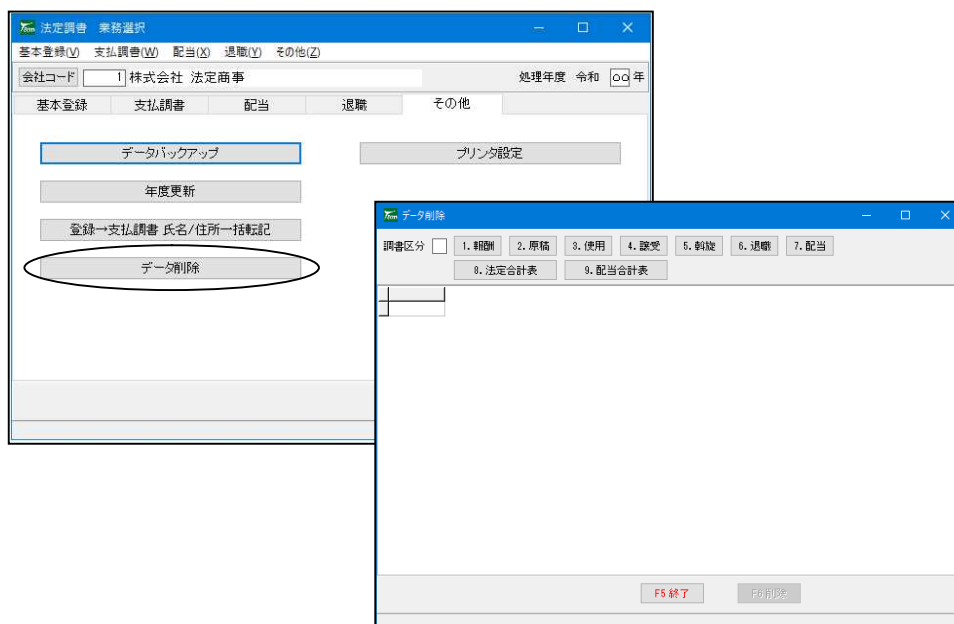 法定調書 業務選択
基本登録(V) 支払調書(W) 配当(X) 退職(Y) その他(Z)
会社コード 1 株式会社 法定商事 処理年度 令和 ○○ 年
基本登録 支払調書 配当 退職 その他
データバックアップ プリンタ設定
年度更新
登録→支払調書 氏名/住所一括転記
データ削除
データ削除
調書区分 1.報酬 2.原稿 3.使用 4.譲受 5.斡旋 6.退職 7.配当
8.法定合計表 9.配当合計表
F5 終了 F6 削除